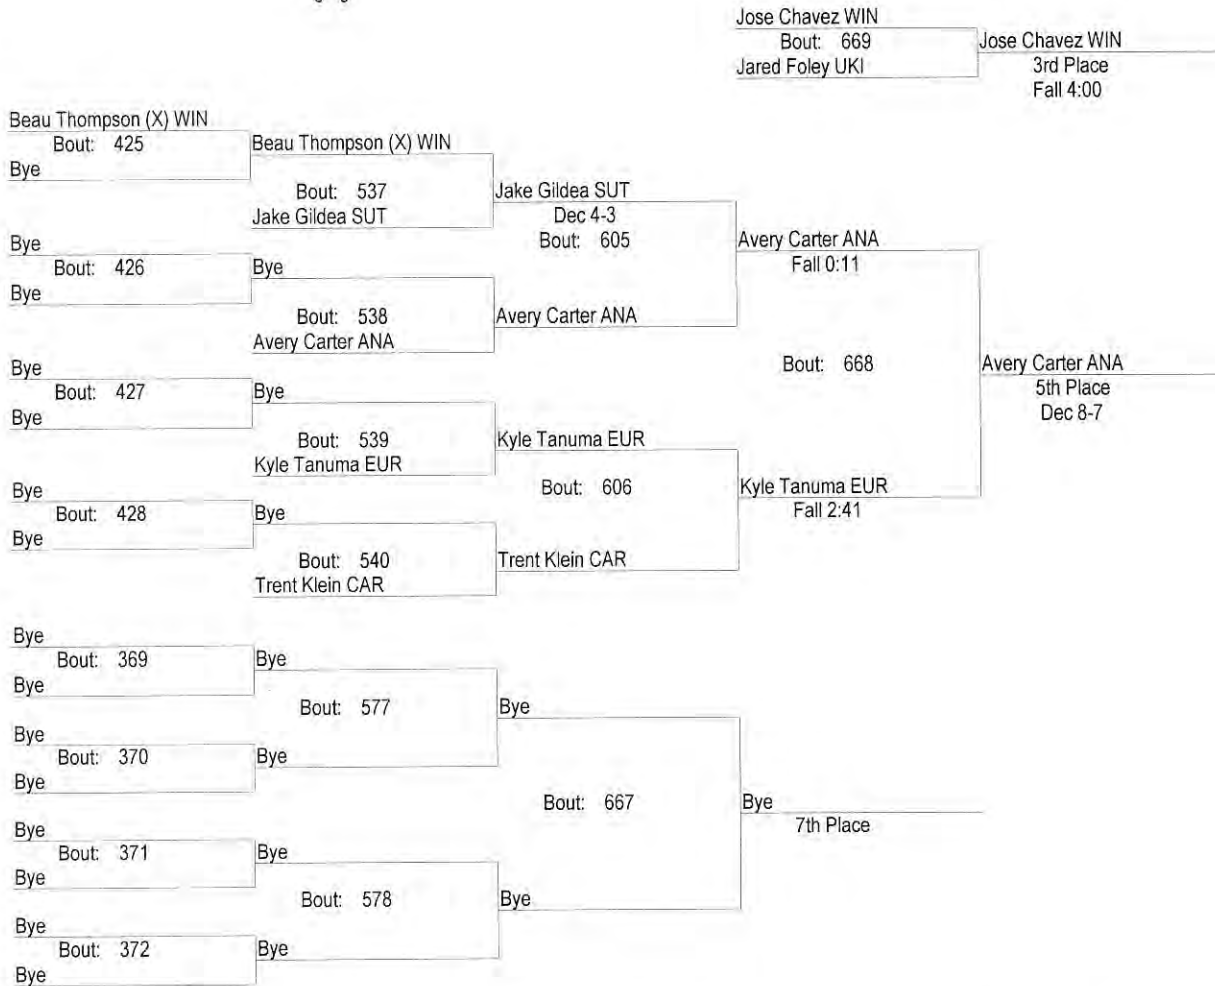 Jose Chavez WIN
Bout: 669
Jared Foley UKI
Jose Chavez WIN
3rd Place
Fall 4:00
Beau Thompson (X) WIN
Bout: 425
Bye
Beau Thompson (X) WIN
Bout: 537
Jake Gildea SUT
Jake Gildea SUT
Dec 4-3
Bout: 605
Avery Carter ANA
Fall 0:11
Bye
Bout: 426
Bye
Bye
Bout: 538
Avery Carter ANA
Avery Carter ANA
Bout: 668
Avery Carter ANA
5th Place
Dec 8-7
Bye
Bout: 427
Bye
Bye
Bout: 539
Kyle Tanuma EUR
Kyle Tanuma EUR
Bout: 606
Kyle Tanuma EUR
Fall 2:41
Bye
Bout: 428
Bye
Bye
Bout: 540
Trent Klein CAR
Trent Klein CAR
Bye
Bout: 369
Bye
Bye
Bout: 577
Bye
Bye
Bout: 370
Bye
Bye
Bout: 667
Bye
7th Place
Bye
Bout: 371
Bye
Bye
Bout: 578
Bye
Bye
Bout: 372
Bye
Bye